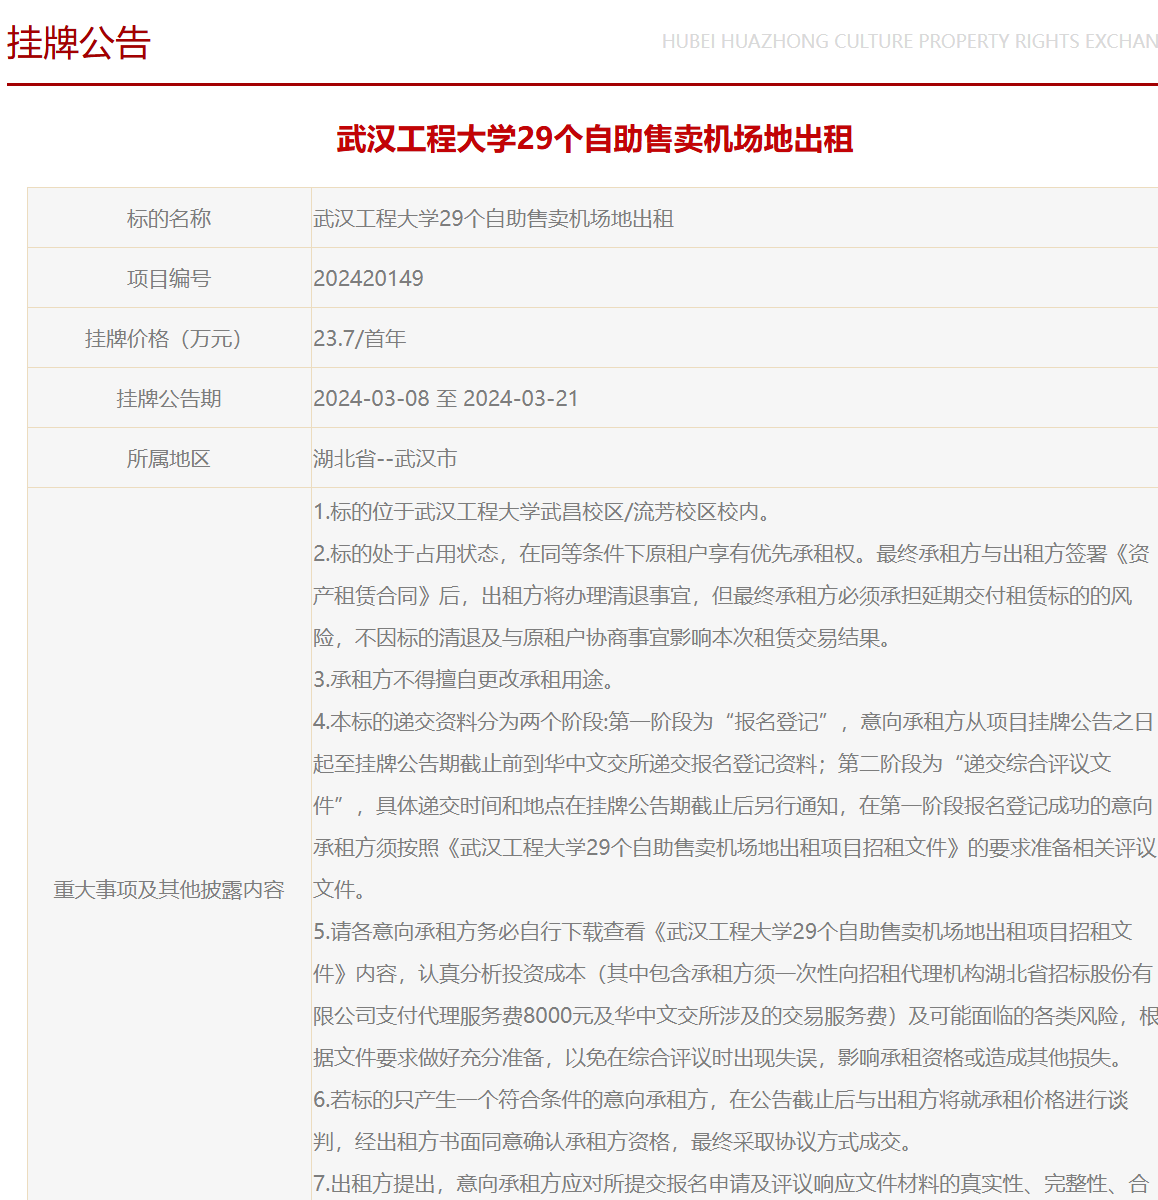 挂牌公告
HUBEI HUAZHONG CULTURE PROPERTY RIGHTS EXCHAN
武汉工程大学29个自助售卖机场地出租
标的名称
武汉工程大学29个自助售卖机场地出租
项目编号
202420149
挂牌价格（万元）
23.7/首年
挂牌公告期
2024-03-08 至 2024-03-21
所属地区
湖北省--武汉市
重大事项及其他披露内容
1.标的位于武汉工程大学武昌校区/流芳校区校内。
2.标的处于占用状态，在同等条件下原租户享有优先承租权。最终承租方与出租方签署《资
产租赁合同》后，出租方将办理清退事宜，但最终承租方必须承担延期交付租赁标的的风
险，不因标的清退及与原租户协商事宜影响本次租赁交易结果。
3.承租方不得擅自更改承租用途。
4.本标的递交资料分为两个阶段:第一阶段为“报名登记”，意向承租方从项目挂牌公告之日
起至挂牌公告期截止前到华中文交所递交报名登记资料；第二阶段为“递交综合评议文
件”，具体递交时间和地点在挂牌公告期截止后另行通知，在第一阶段报名登记成功的意向
承租方须按照《武汉工程大学29个自助售卖机场地出租项目招租文件》的要求准备相关评议
文件。
5.请各意向承租方务必自行下载查看《武汉工程大学29个自助售卖机场地出租项目招租文
件》内容，认真分析投资成本（其中包含承租方须一次性向招租代理机构湖北省招标股份有
限公司支付代理服务费8000元及华中文交所涉及的交易服务费）及可能面临的各类风险，根
据文件要求做好充分准备，以免在综合评议时出现失误，影响承租资格或造成其他损失。
6.若标的只产生一个符合条件的意向承租方，在公告截止后与出租方将就承租价格进行谈
判，经出租方书面同意确认承租方资格，最终采取协议方式成交。
7.出租方提出，意向承租方应对所提交报名申请及评议响应文件材料的真实性、完整性、合